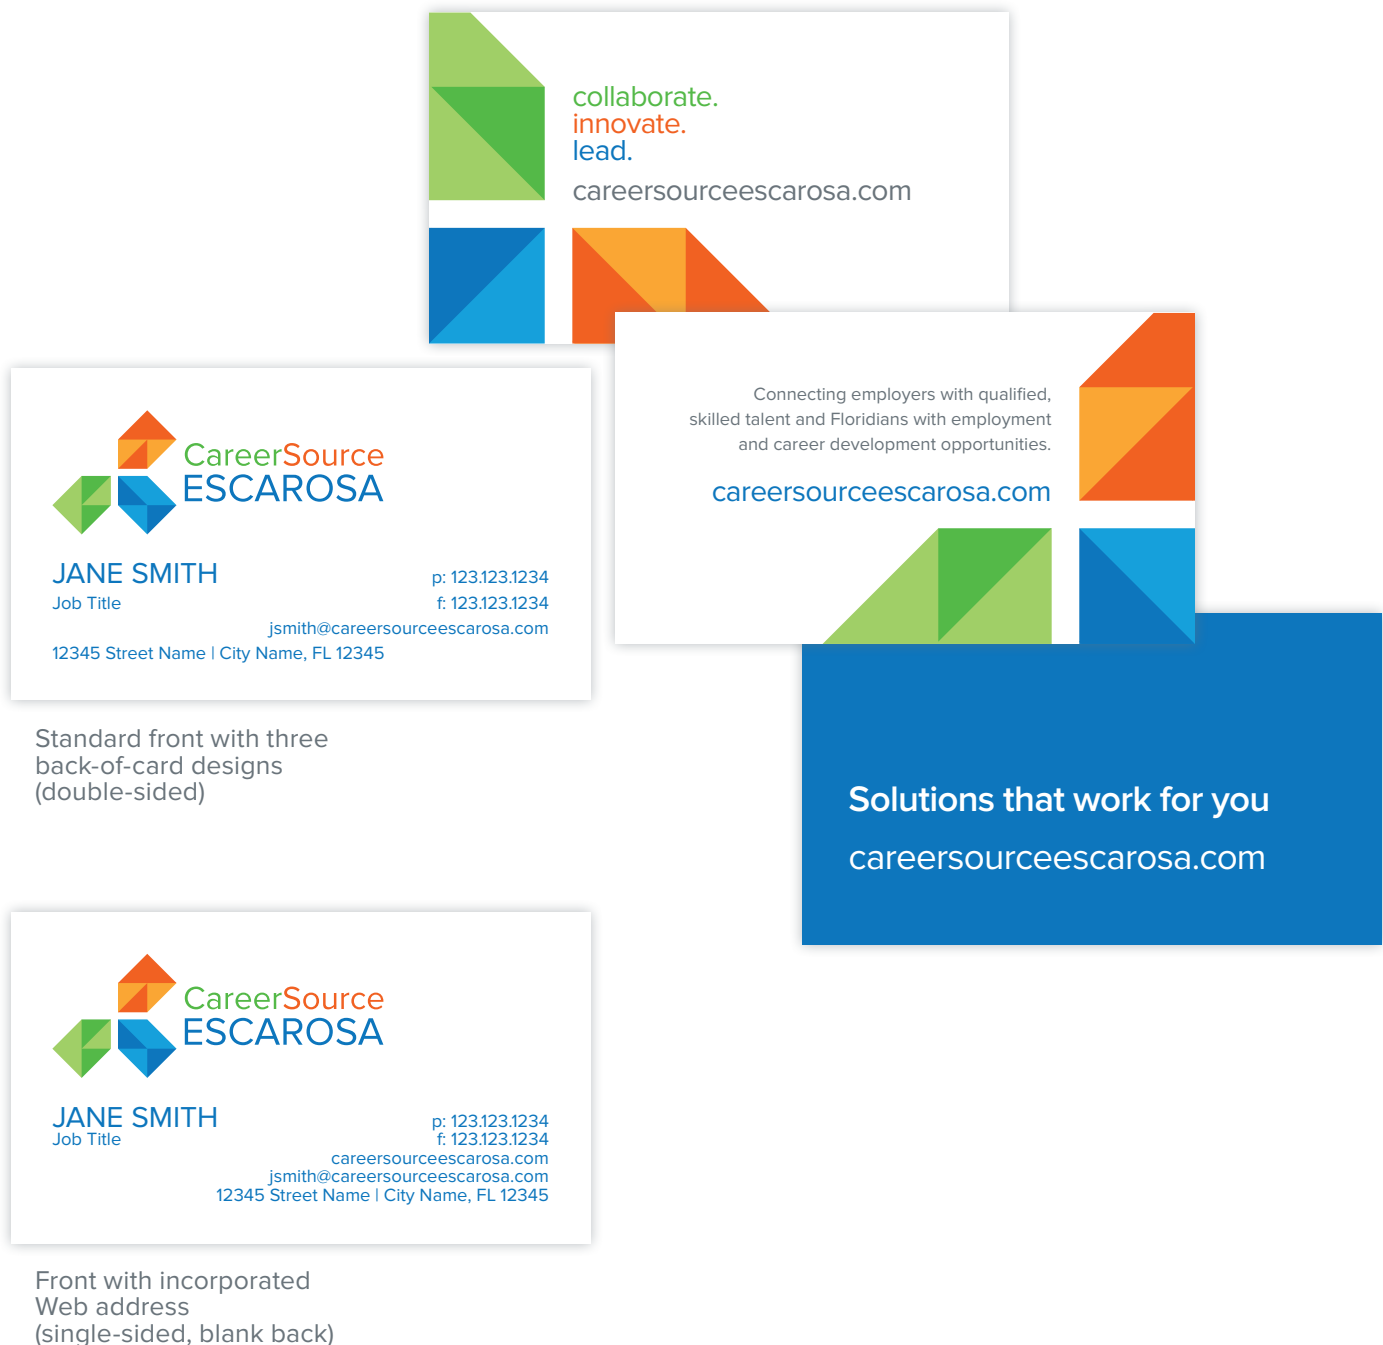 collaborate.
innovate.
lead.
careersourceescarosa.com
Connecting employers with qualified,
skilled talent and Floridians with employment
and career development opportunities.
careersourceescarosa.com
CareerSource
ESCAROSA
JANE SMITH
p: 123.123.1234
Job Title
f: 123.123.1234
jsmith@careersourceescarosa.com
12345 Street Name | City Name, FL 12345
Standard front with three
back-of-card designs
(double-sided)
Solutions that work for you
careersourceescarosa.com
CareerSource
ESCAROSA
JANE SMITH
p: 123.123.1234
Job Title
f: 123.123.1234
careersourceescarosa.com
jsmith@careersourceescarosa.com
12345 Street Name | City Name, FL 12345
Front with incorporated
Web address
(single-sided, blank back)